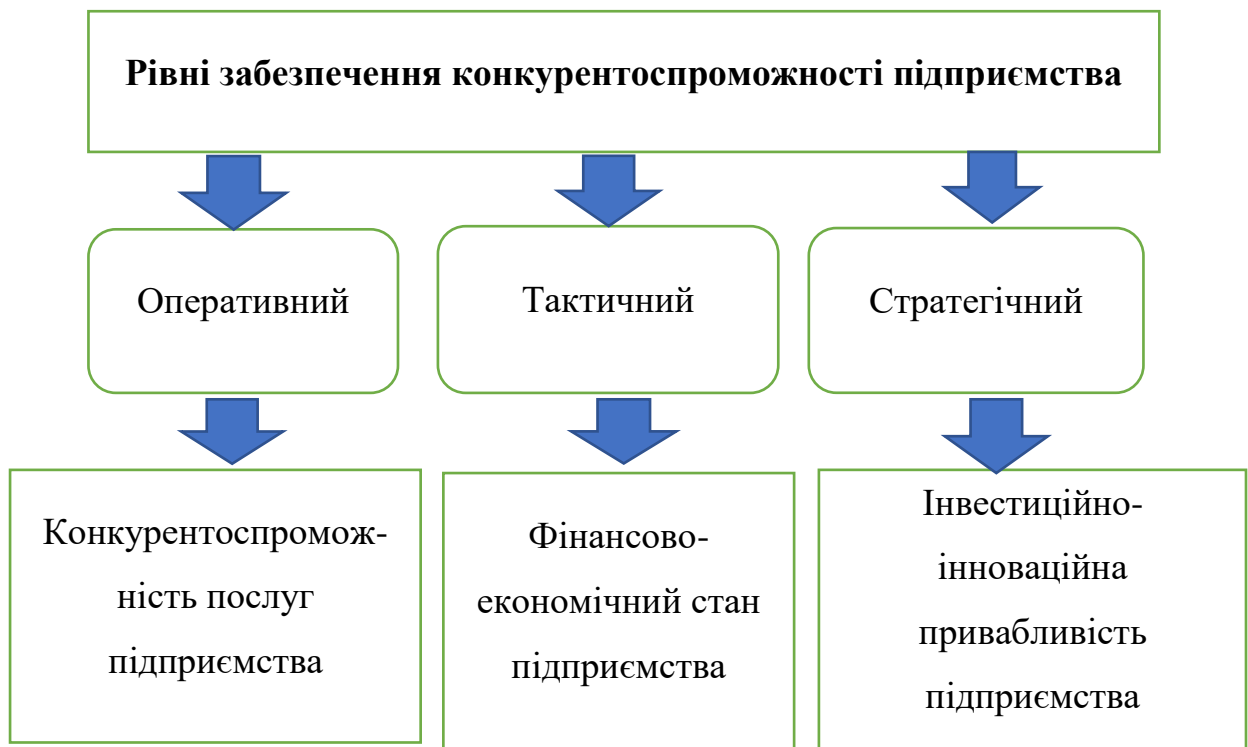 Рівні забезпечення конкурентоспроможності підприємства
Оперативний
Тактичний
Стратегічний
Конкурентоспромож-
ність послуг
підприємства
Фінансово-
економічний стан
підприємства
Інвестиційно-
інноваційна
привабливість
підприємства